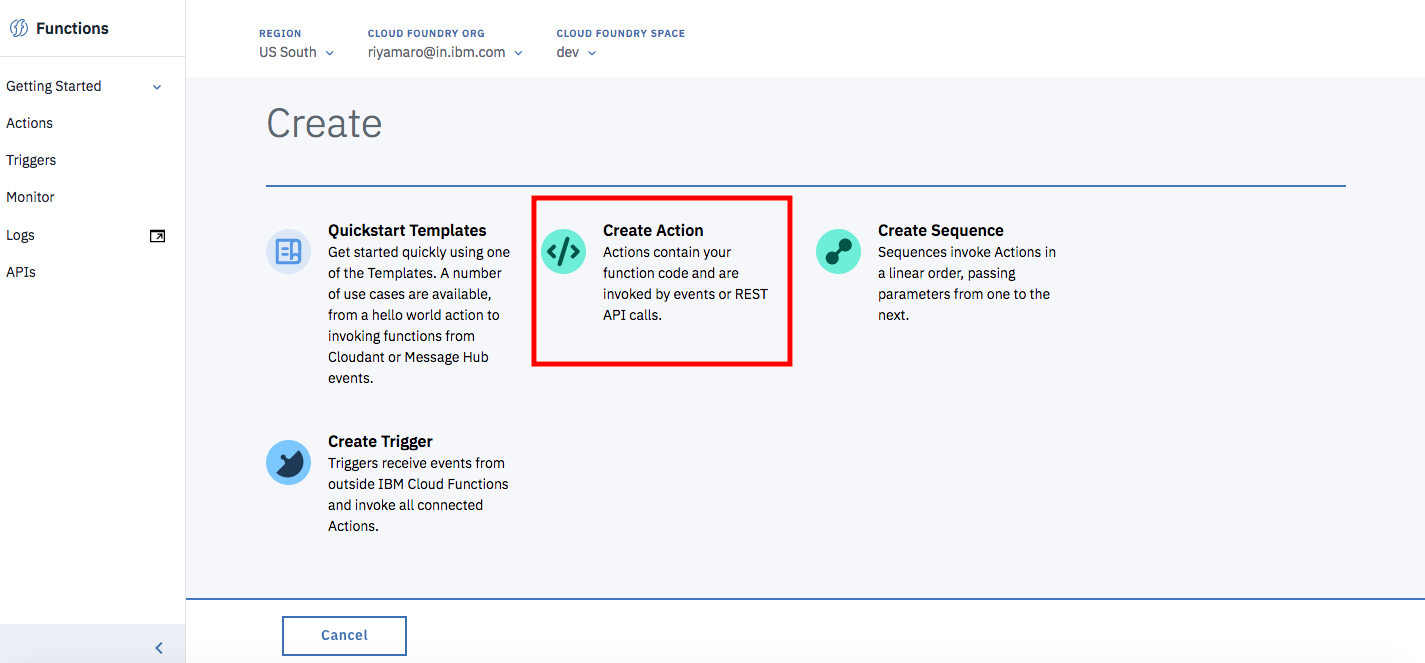 Functions
Getting Started
Actions
Triggers
Monitor
Logs
APIs
REGION
US South
CLOUD FOUNDRY ORG
riyamaro@in.ibm.com
CLOUD FOUNDRY SPACE
dev
Create
Quickstart Templates
Get started quickly using one
of the Templates. A number
of use cases are available,
from a hello world action to
invoking functions from
Cloudant or Message Hub
events.
Create Action
Actions contain your
function code and are
invoked by events or REST
API calls.
Create Sequence
Sequences invoke Actions in
a linear order, passing
parameters from one to the
next.
Create Trigger
Triggers receive events from
outside IBM Cloud Functions
and invoke all connected
Actions.
Cancel